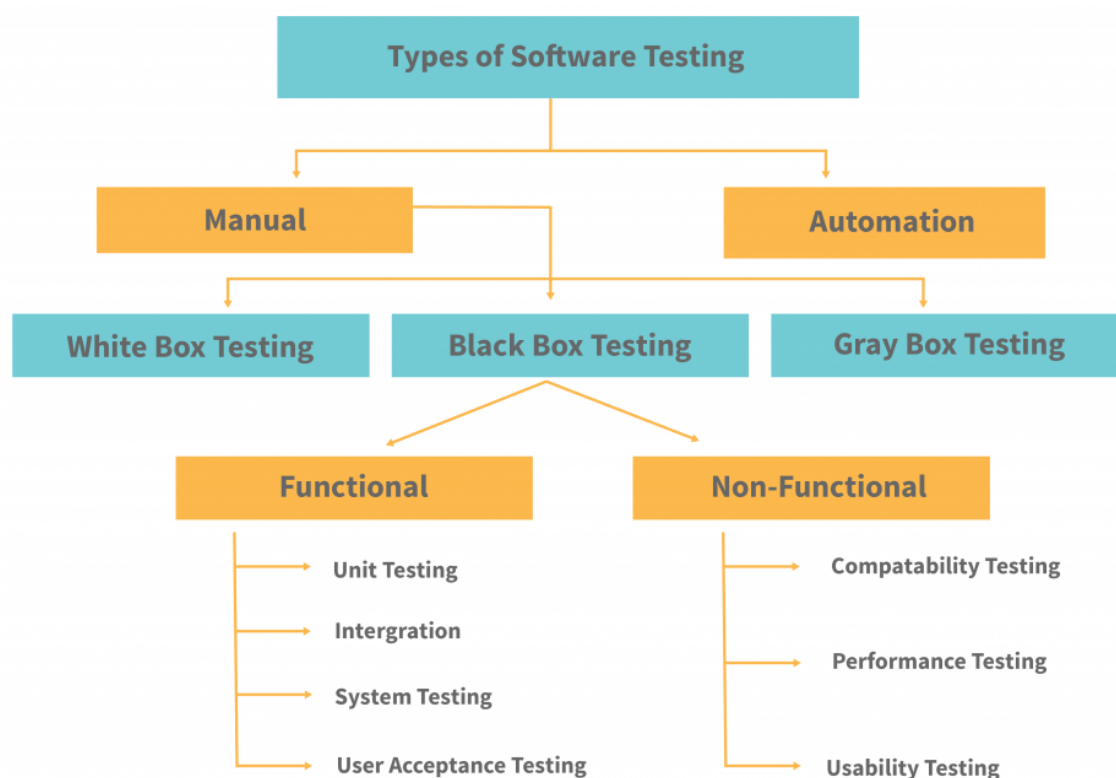 Types of Software Testing
Manual
Automation
White Box Testing
Black Box Testing
Gray Box Testing
Functional
Non-Functional
Unit Testing
Intergration
System Testing
User Acceptance Testing
Compatability Testing
Performance Testing
Usability Testing